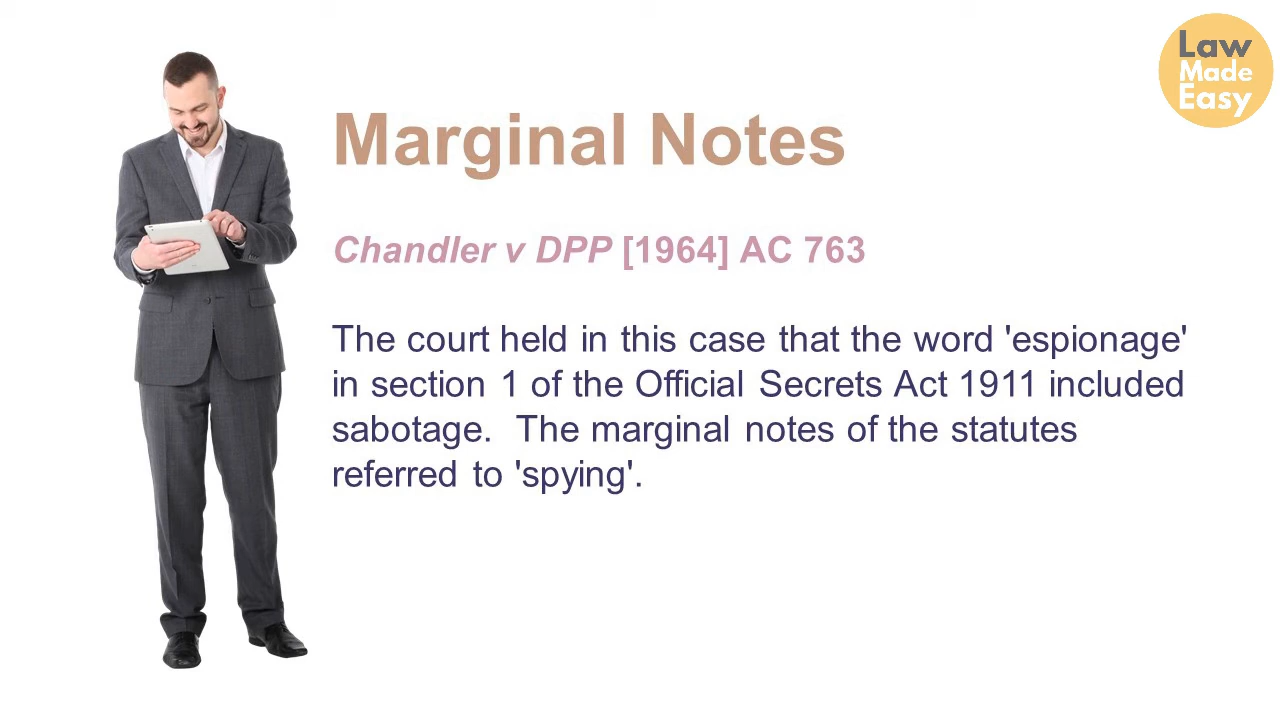 Law
Made
Easy
Marginal Notes
Chandler v DPP [1964] AC 763
The court held in this case that the word 'espionage'
in section 1 of the Official Secrets Act 1911 included
sabotage.  The marginal notes of the statutes
referred to 'spying'.